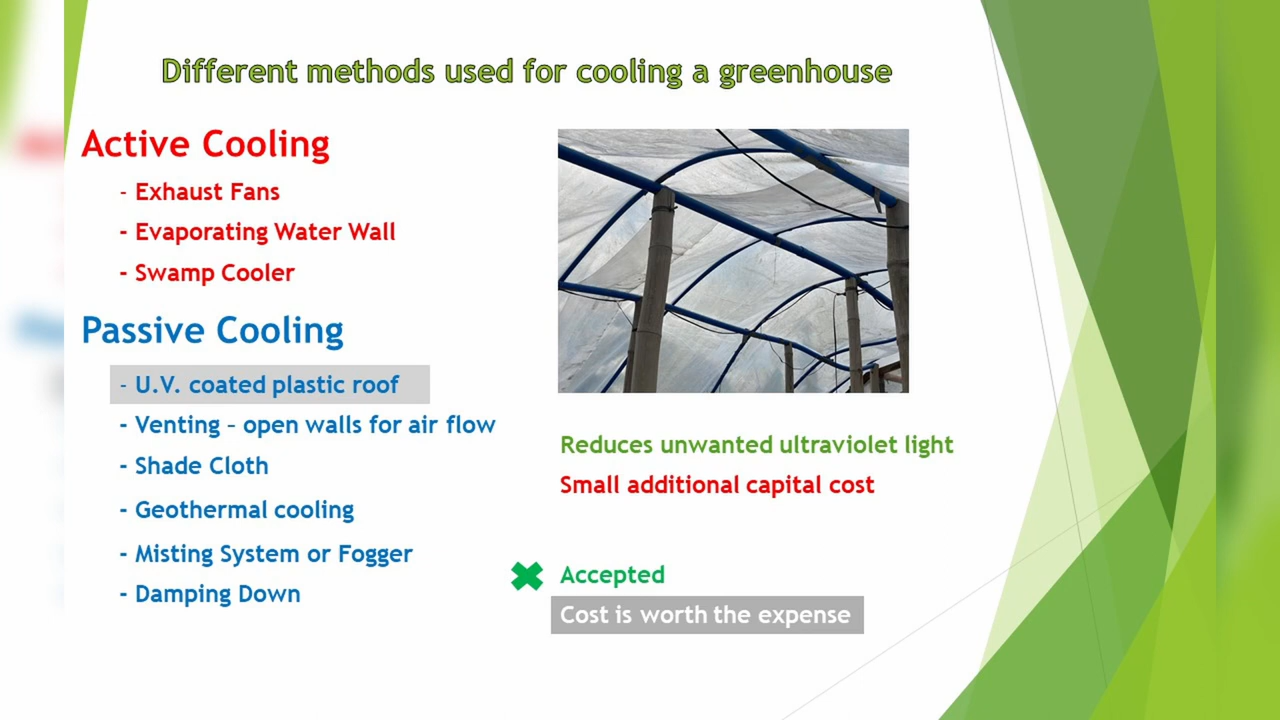 Different methods used for cooling a greenhouse
Active Cooling
- Exhaust Fans
- Evaporating Water Wall
- Swamp Cooler
Passive Cooling
- U.V. coated plastic roof
- Venting – open walls for air flow
- Shade Cloth
- Geothermal cooling
- Misting System or Fogger
- Damping Down
Reduces unwanted ultraviolet light
Small additional capital cost
✖ Accepted
Cost is worth the expense